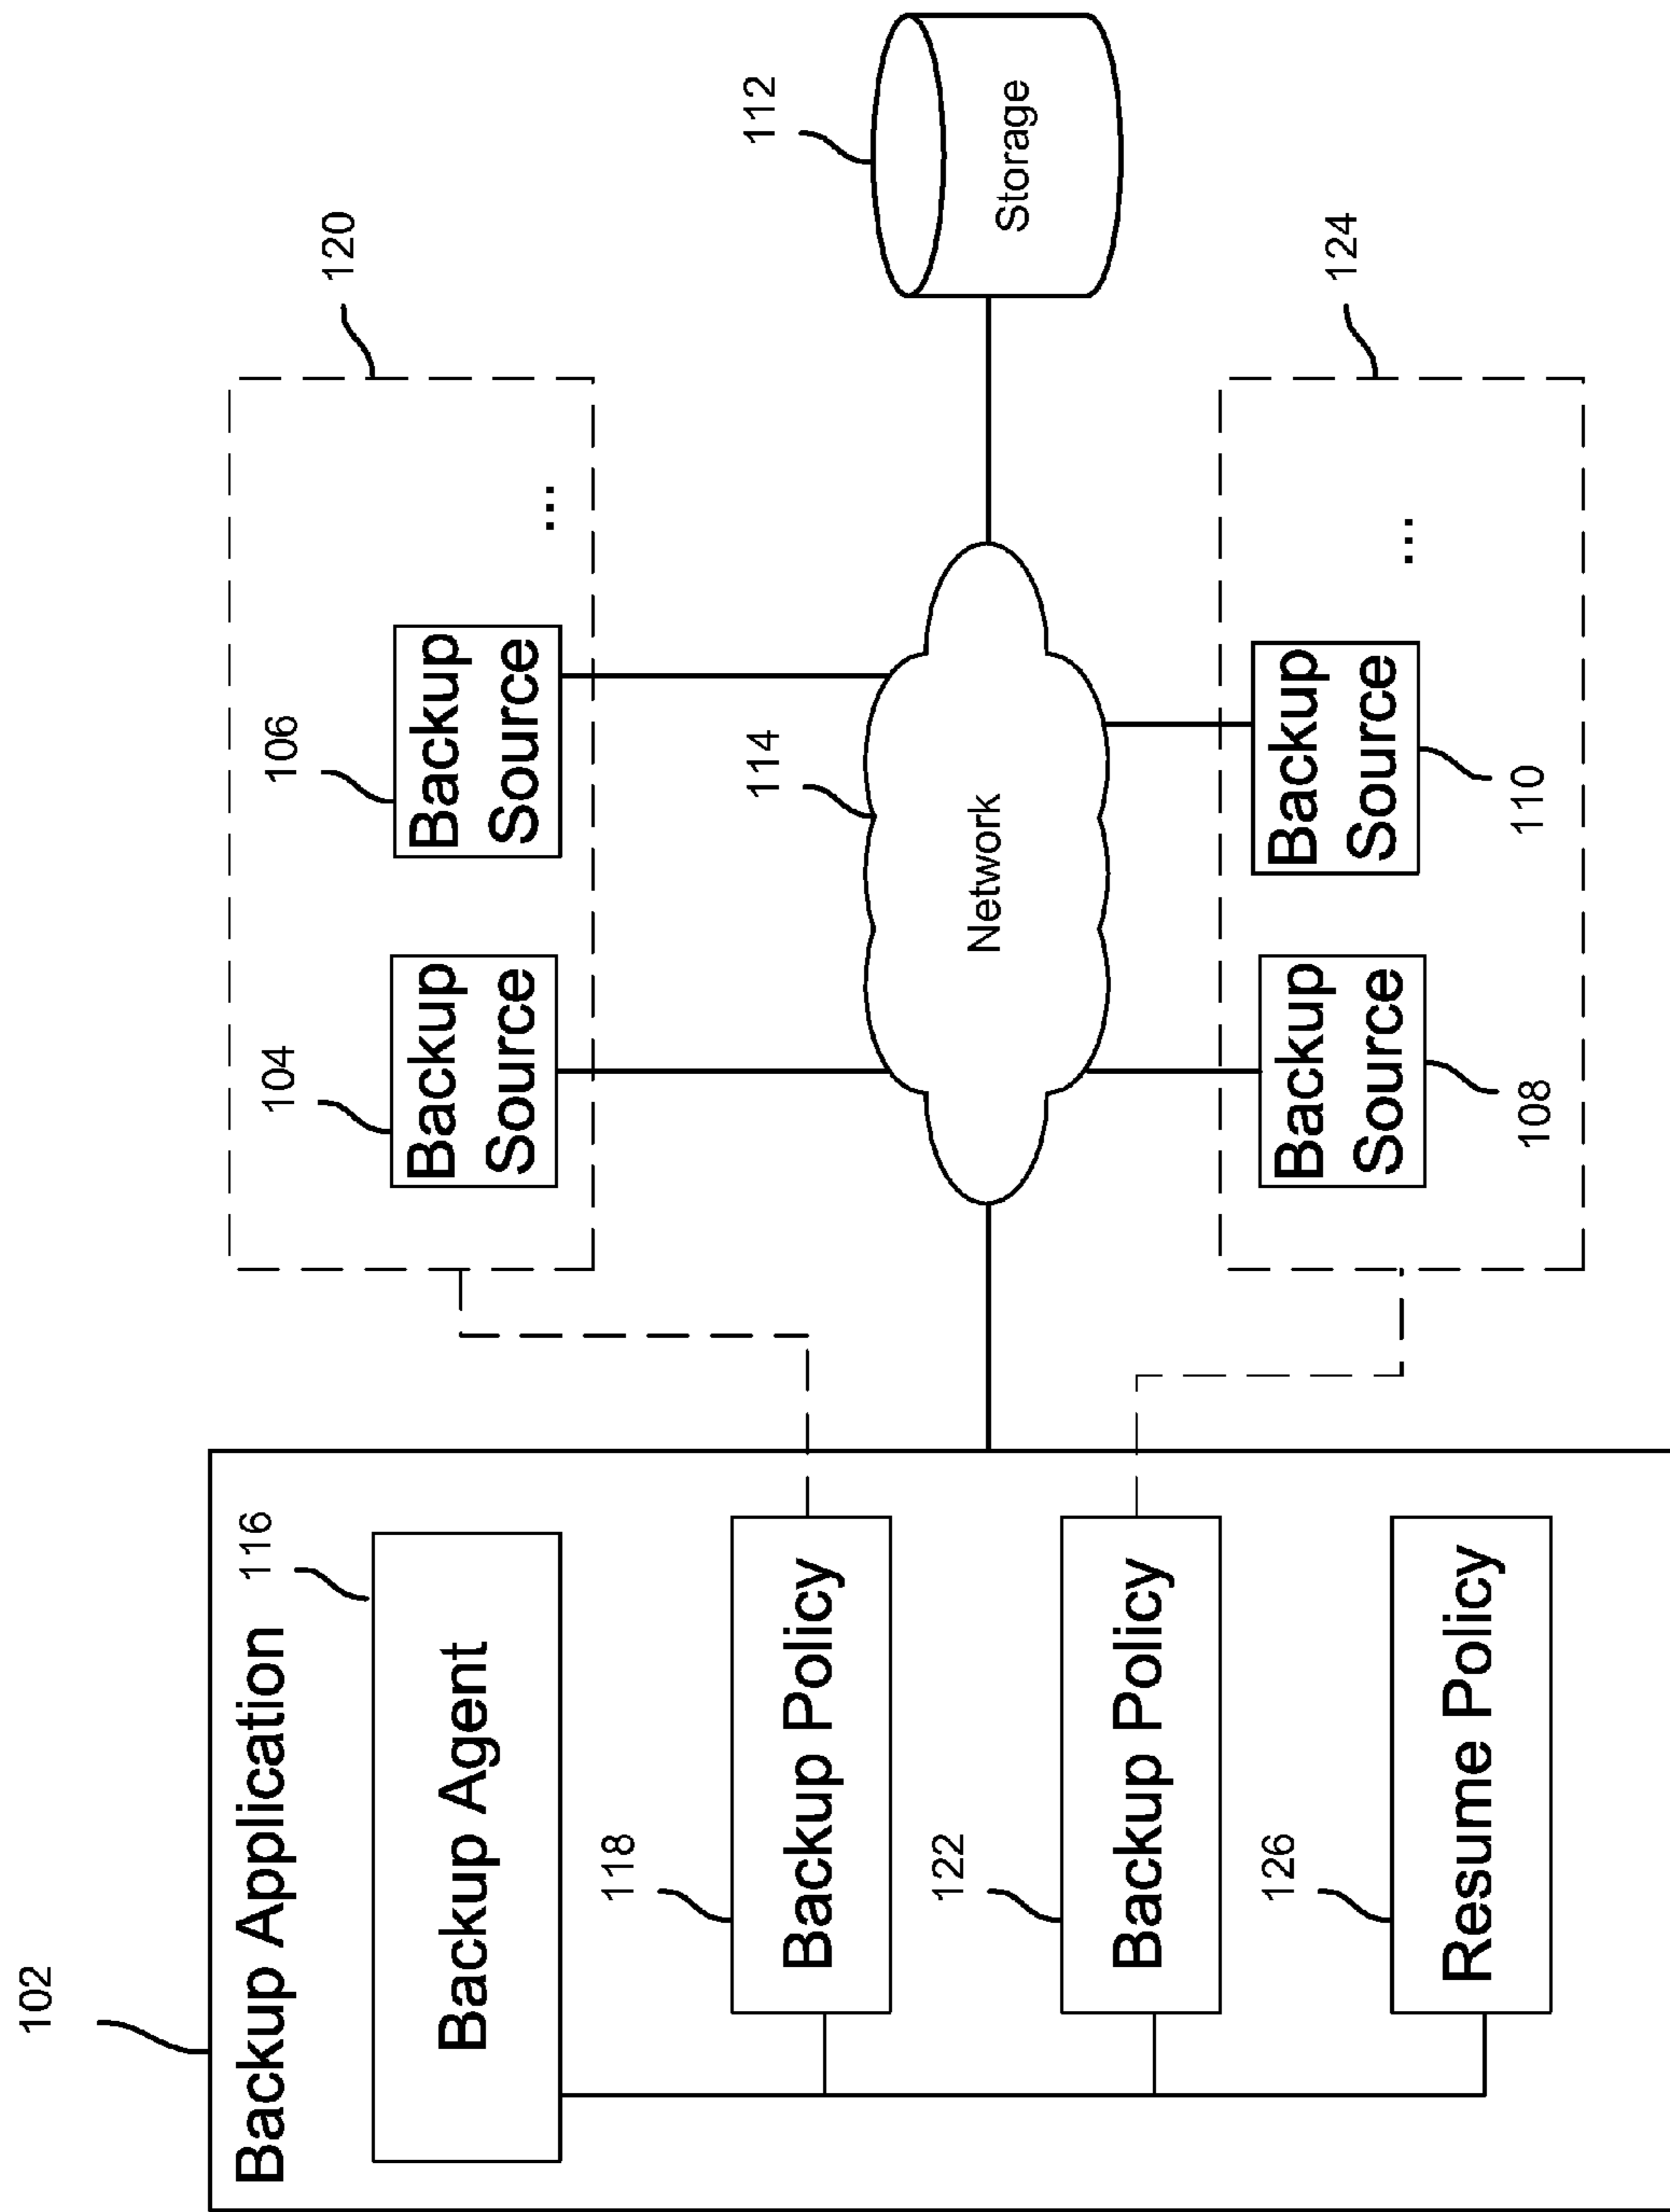 102
Backup Application
116
Backup Agent
118
Backup Policy
122
Backup Policy
126
Resume Policy
120
104
Backup
Source
106
Backup
Source
...
114
Network
112
Storage
Backup
Source
108
Backup
Source
110
...
124